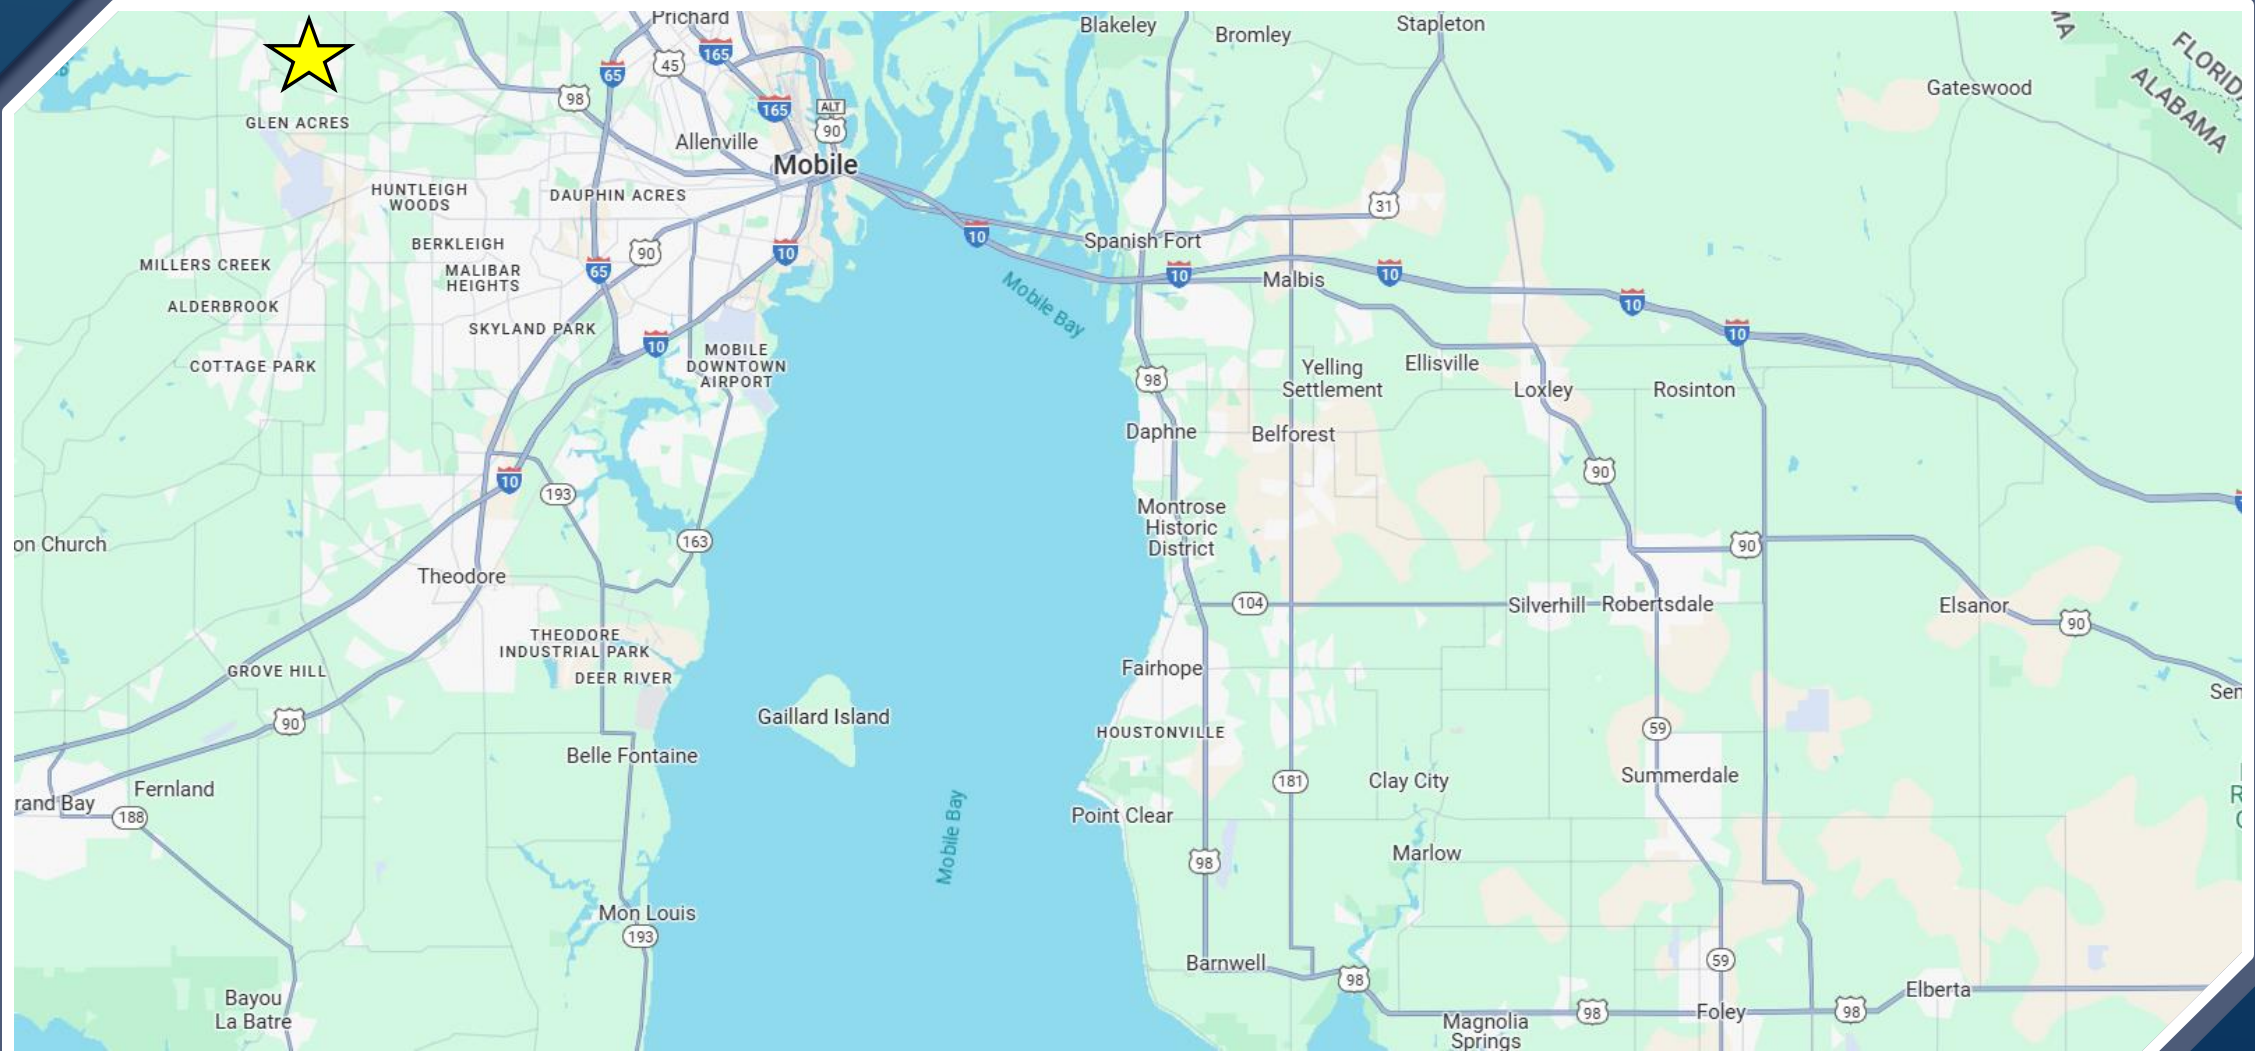 Prichard
Blakeley
Bromley
Stapleton
FLORIDA
ALABAMA
165
45
65
98
Gateswood
GLEN ACRES
165
ALT
90
Allenville
Mobile
HUNTLEIGH
WOODS
DAUPHIN ACRES
31
10
BERKLEIGH
90
10
Spanish Fort
MILLERS CREEK
MALIBAR
HEIGHTS
65
10
Malbis
10
Mobile Bay
ALDERBROOK
10
SKYLAND PARK
10
10
MOBILE
DOWNTOWN
AIRPORT
COTTAGE PARK
98
Yelling
Settlement
Ellisville
Loxley
Rosinton
Daphne
Belforest
10
193
90
Montrose
Historic
District
on Church
163
90
Theodore
104
Silverhill
Robertsdale
Elsanor
90
THEODORE
INDUSTRIAL PARK
GROVE HILL
DEER RIVER
Fairhope
90
Gaillard Island
HOUSTONVILLE
59
Belle Fontaine
Fernland
rand Bay
188
181
Clay City
Summerdale
Point Clear
Mobile Bay
98
Marlow
Mon Louis
193
Barnwell
98
59
Bayou
La Batre
Elberta
Magnolia
Springs
98
Foley
98